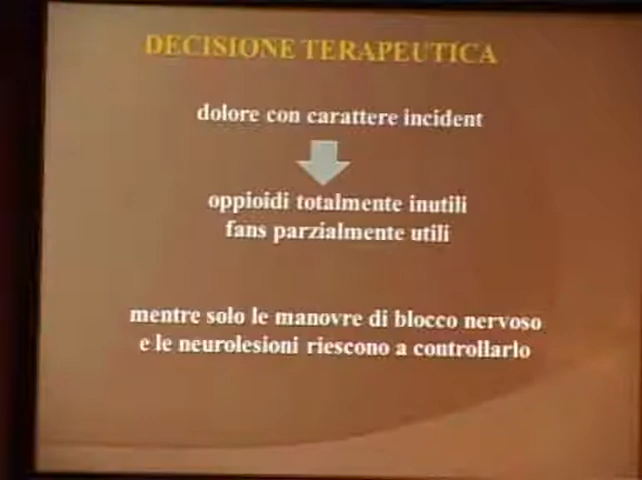 DECISIONE TERAPEUTICA
dolore con carattere incident
oppioidi totalmente inutili
fans parzialmente utili
mentre solo le manovre di blocco nervoso
e le neurolesioni riescono a controllarlo